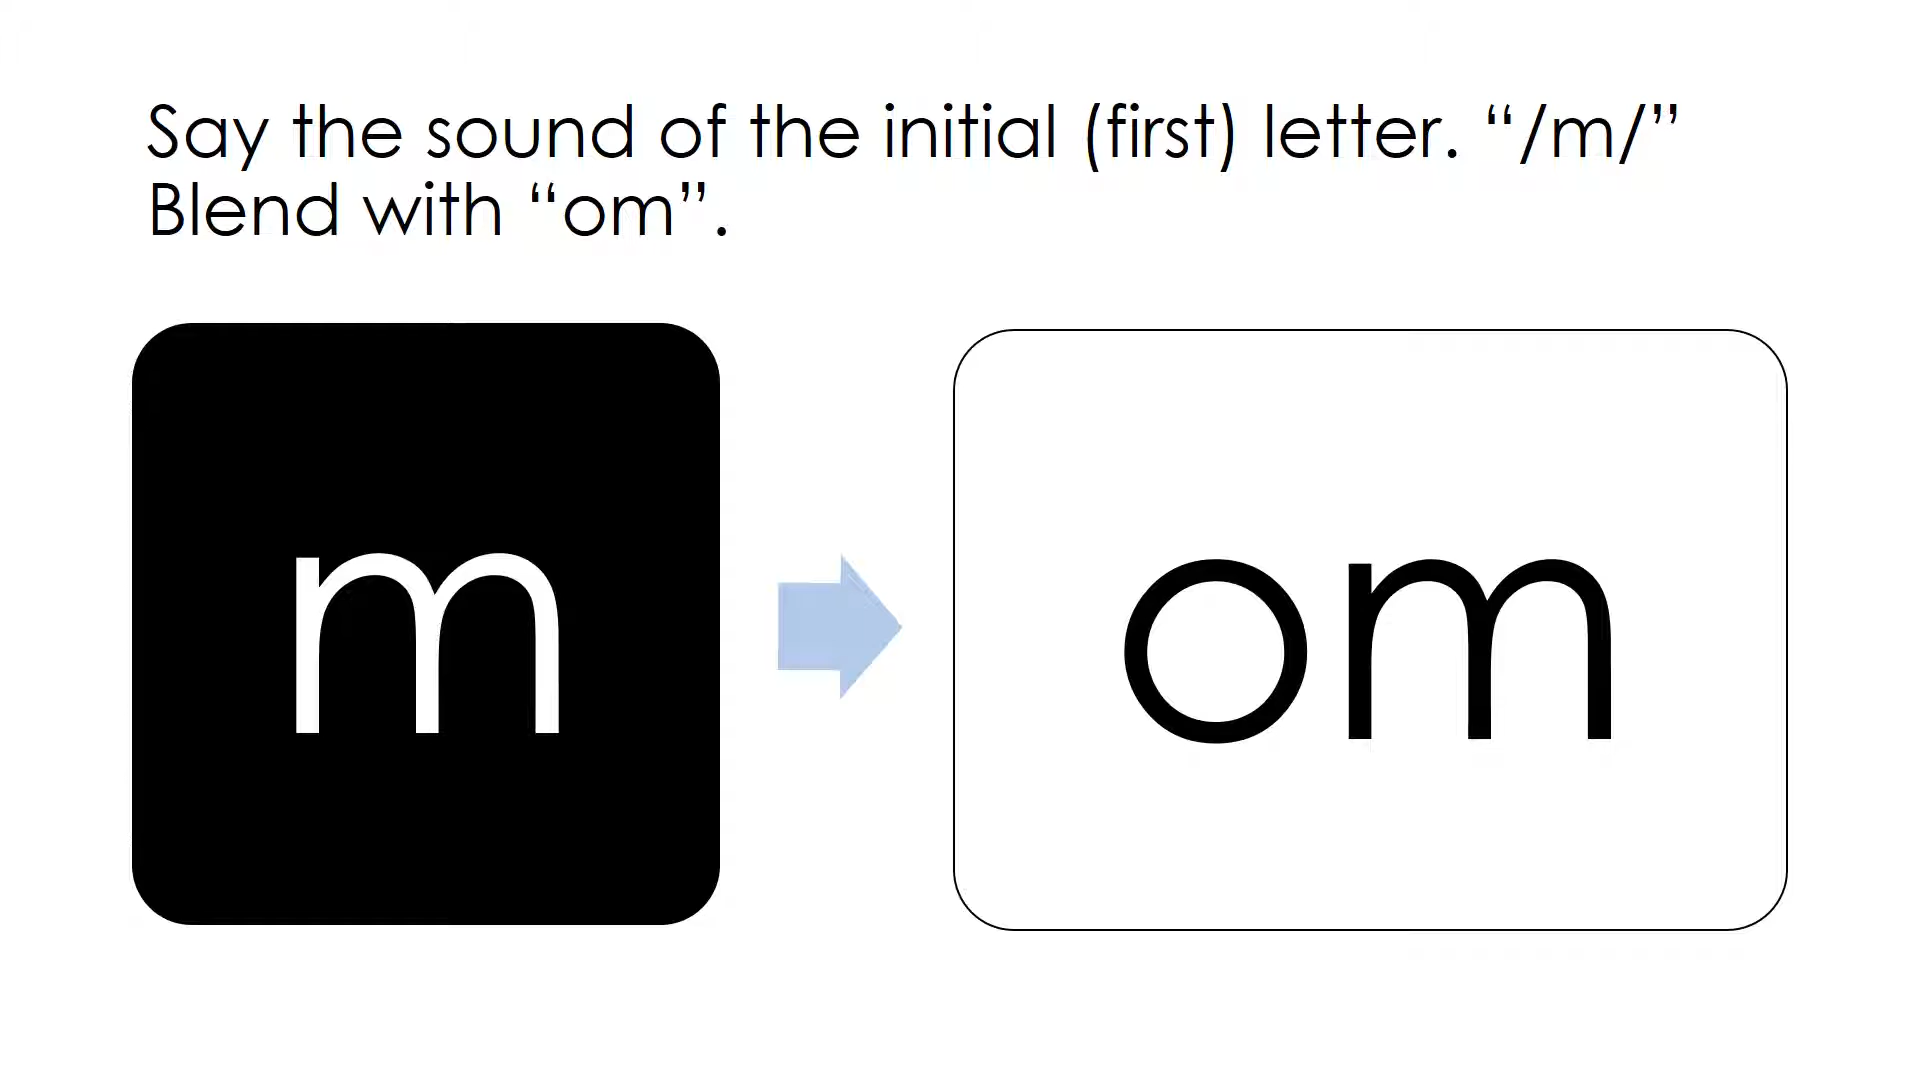 Say the sound of the initial (first) letter. “/m/”
Blend with “om”.
m
om